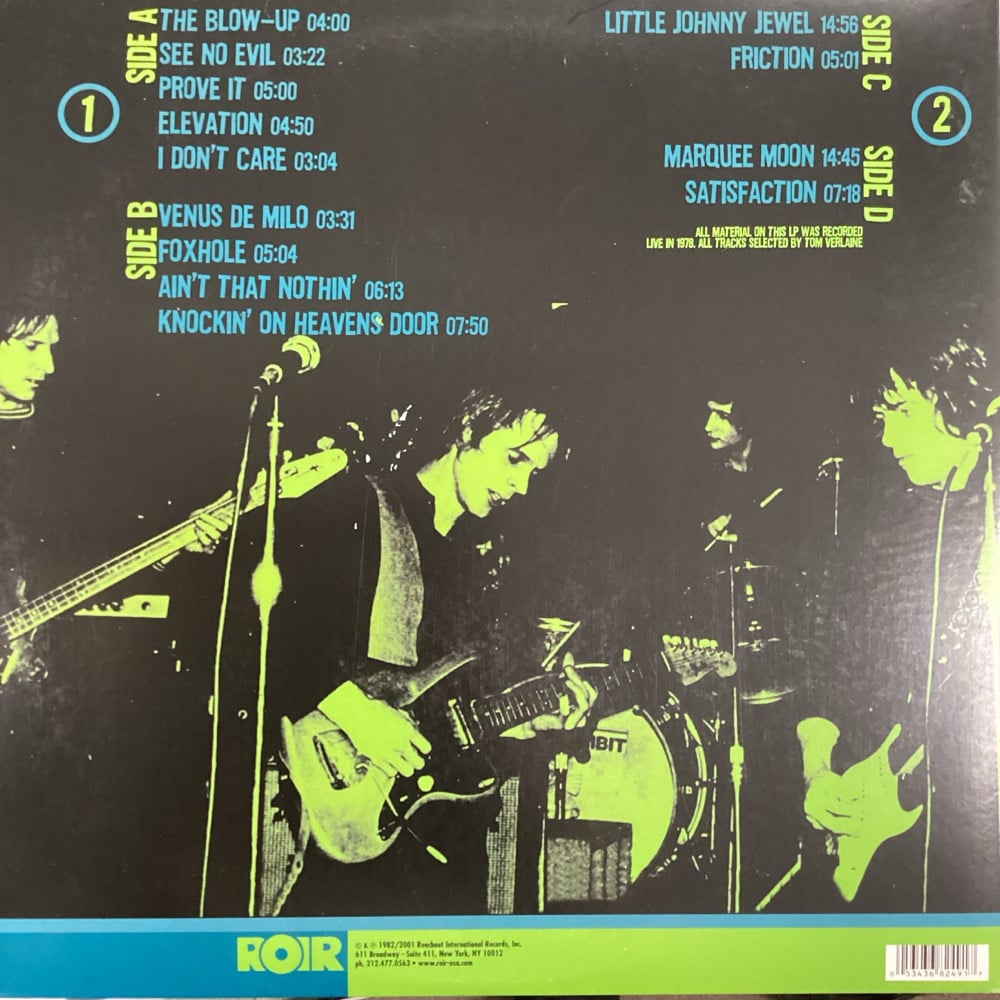 SIDE A
THE BLOW-UP 04:00
SEE NO EVIL 03:22
PROVE IT 05:00
ELEVATION 04:50
I DON'T CARE 03:04
1
SIDE B
VENUS DE MILO 03:31
FOXHOLE 05:04
AIN'T THAT NOTHIN' 06:13
KNOCKIN' ON HEAVENS DOOR 07:50
SIDE C
LITTLE JOHNNY JEWEL 14:56
FRICTION 05:01
2
SIDE D
MARQUEE MOON 14:45
SATISFACTION 07:18
ALL MATERIAL ON THIS LP WAS RECORDED
LIVE IN 1978. ALL TRACKS SELECTED BY TOM VERLAINE
IBIT
ROIR
© & ℗ 1982/2001 Reachout International Records, Inc.
611 Broadway - Suite 411, New York, NY 10012
ph. 212.477.0563 • www.roir-usa.com
0 53436 82491 7